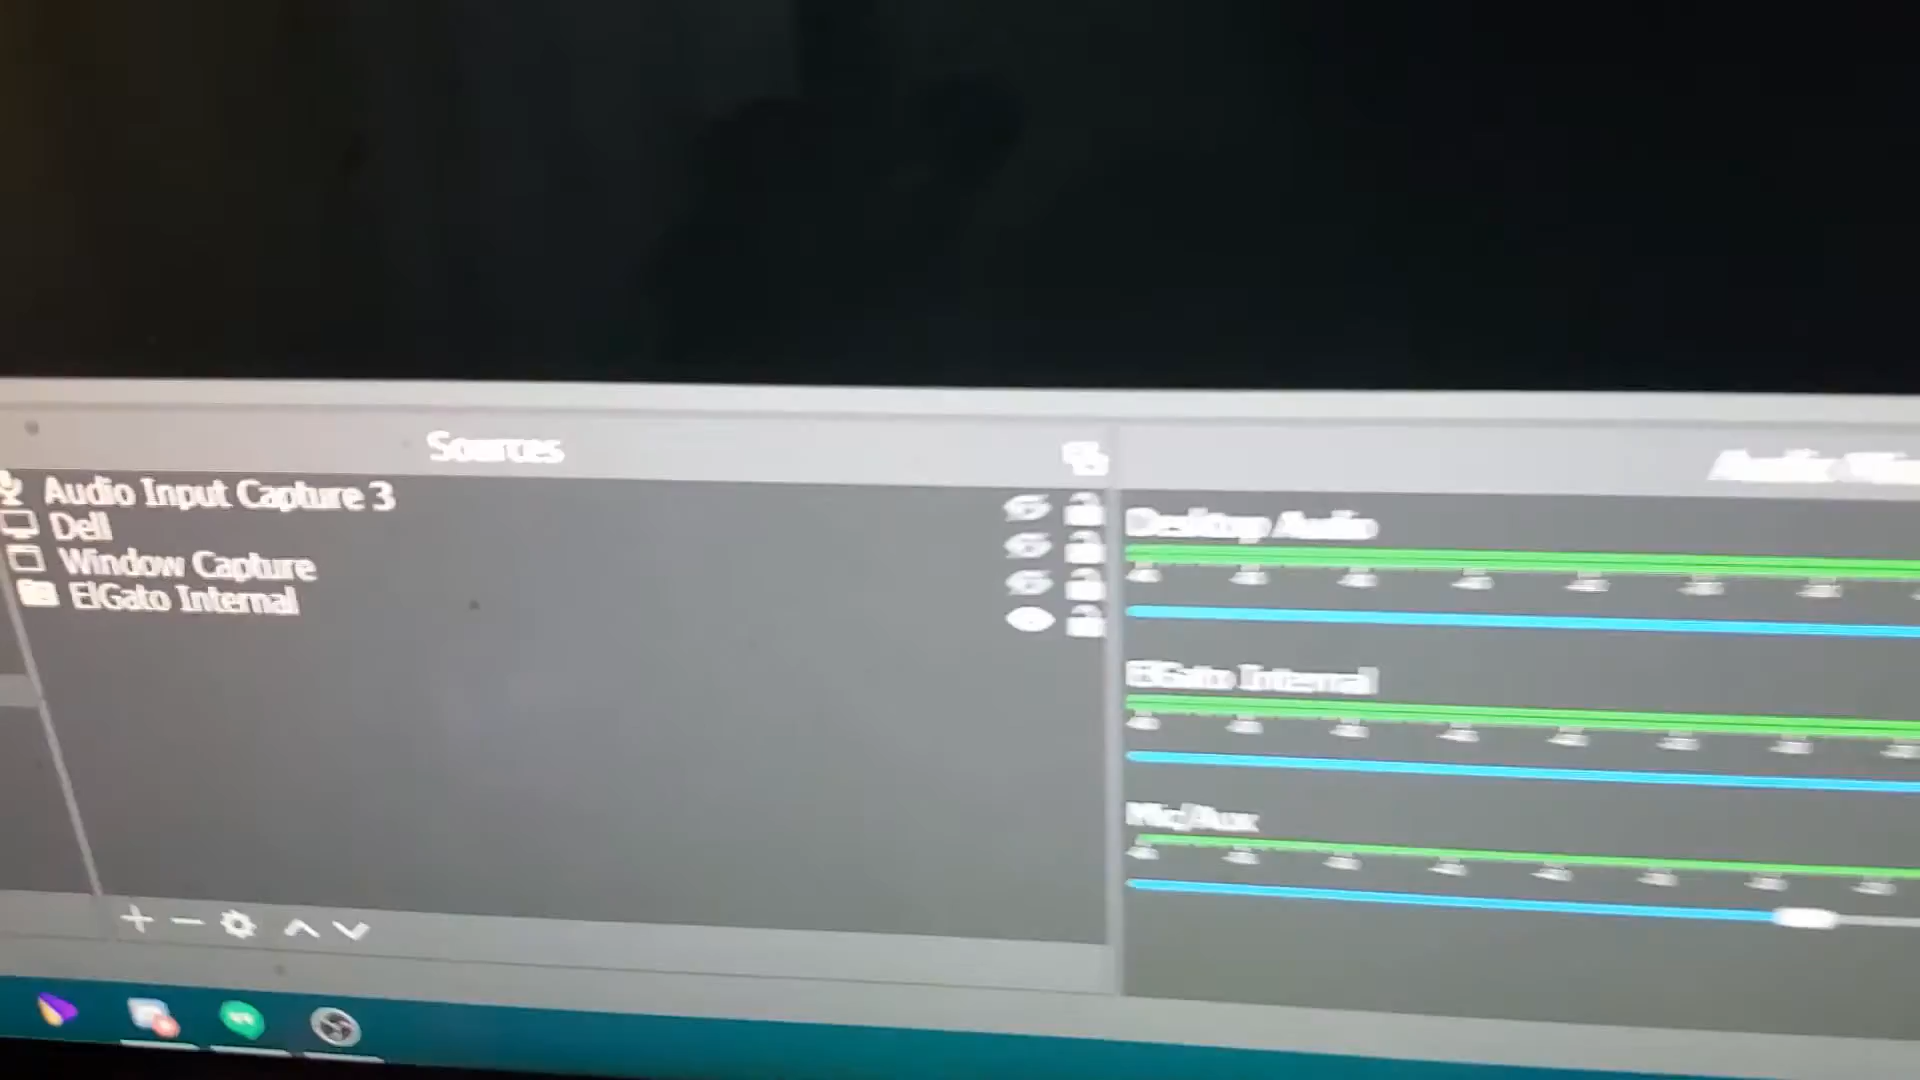 Sources
Audio Input Capture 3
Dell
Window Capture
ElGato Internal
Desktop Audio
ElGato Internal
Mic/Aux